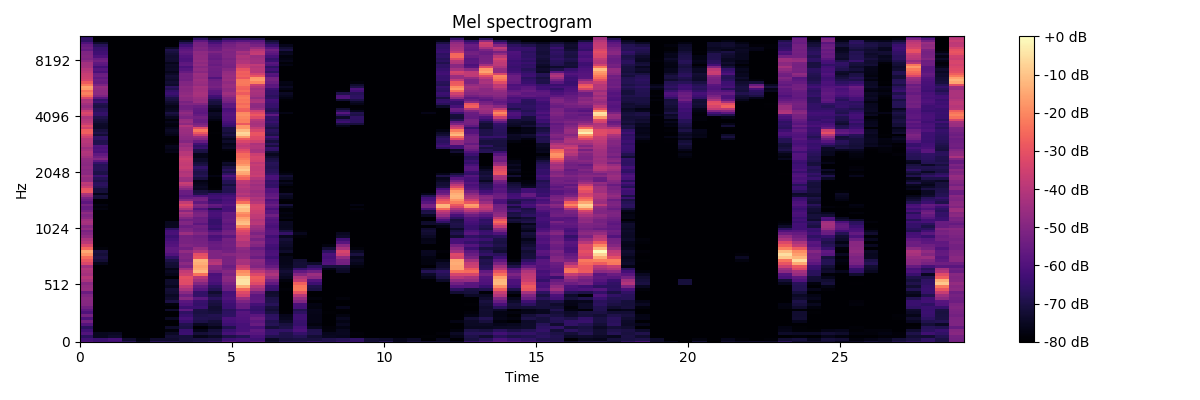 Mel spectrogram
8192
4096
2048
1024
512
0
Hz
0 5 10 15 20 25
Time
+0 dB
-10 dB
-20 dB
-30 dB
-40 dB
-50 dB
-60 dB
-70 dB
-80 dB